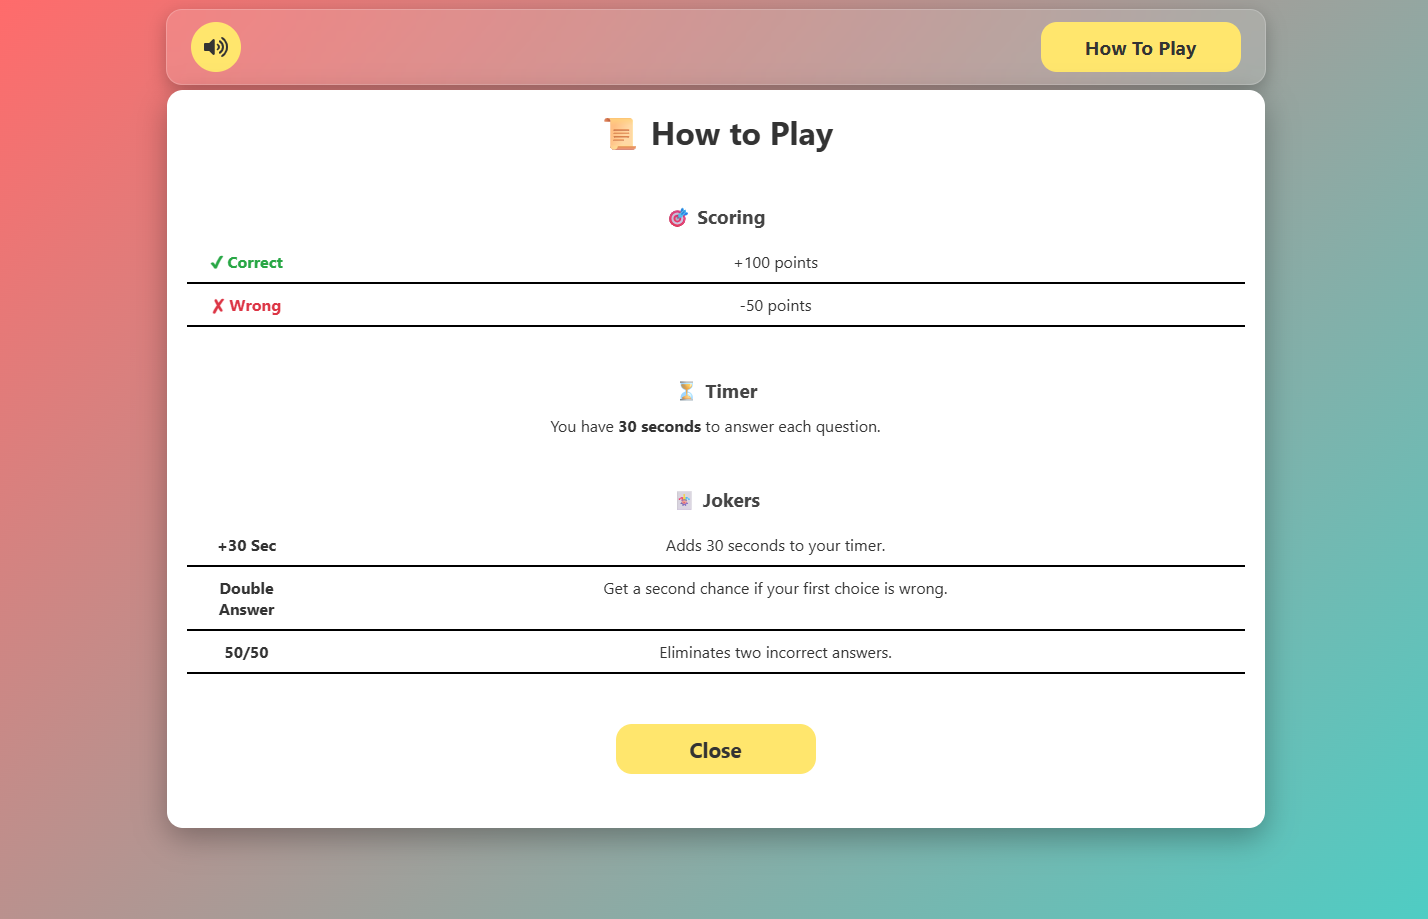 How To Play
📜 How to Play
🎯 Scoring
✔ Correct +100 points
✘ Wrong -50 points
⏳ Timer
You have 30 seconds to answer each question.
🃏 Jokers
+30 Sec Adds 30 seconds to your timer.
Double Get a second chance if your first choice is wrong.
Answer
50/50 Eliminates two incorrect answers.
Close